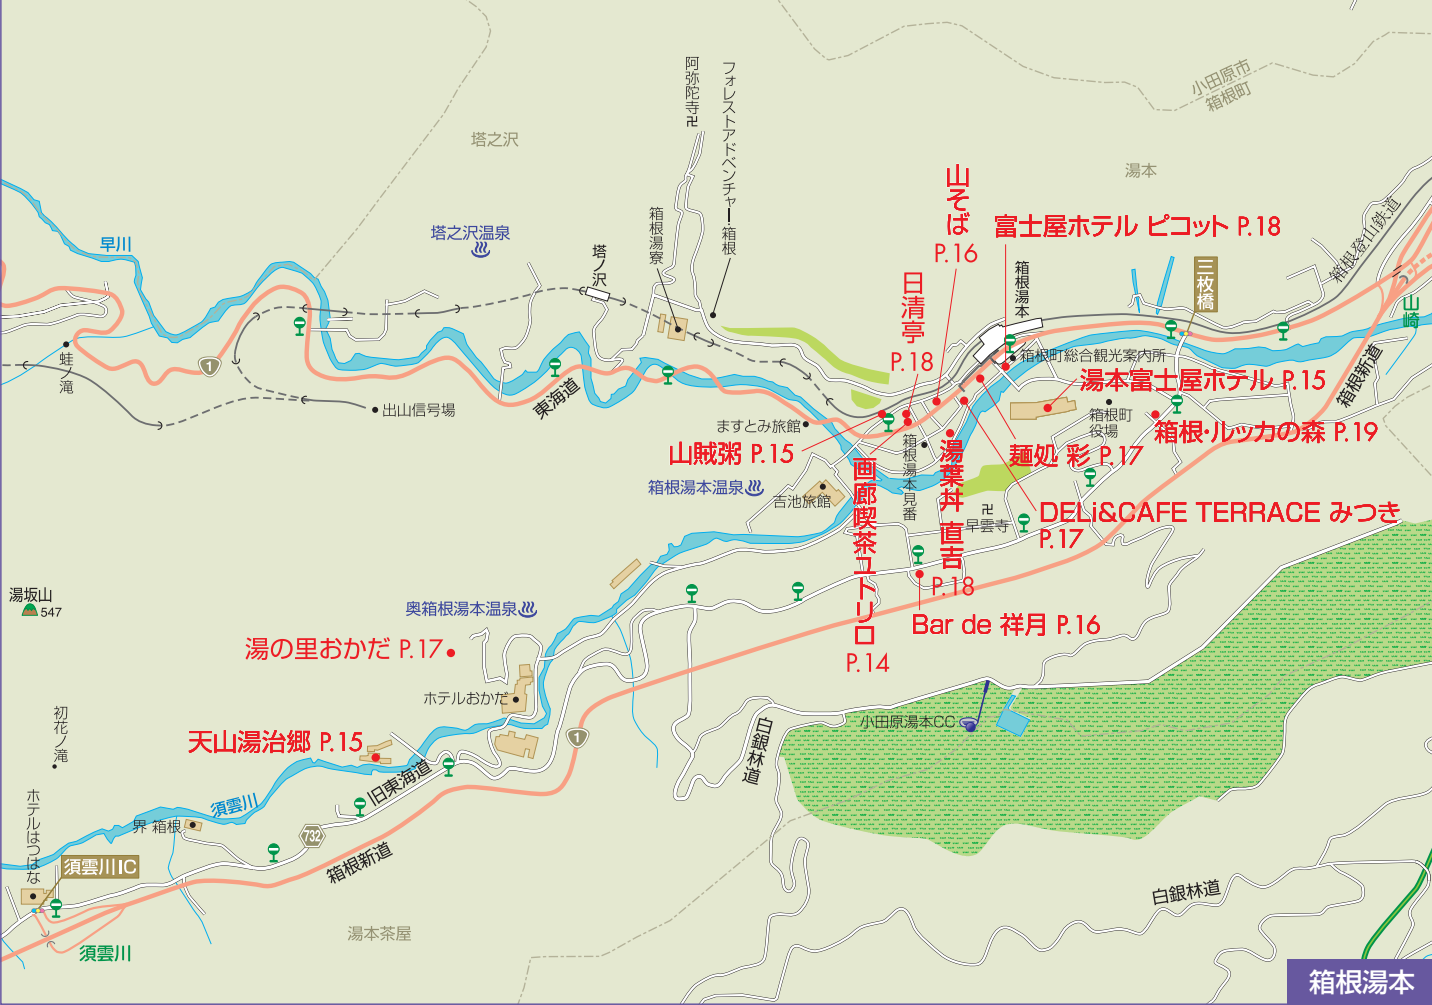 小田原市
箱根町
阿弥陀寺卍
フォレストアドベンチャー・箱根
塔之沢
湯本
山そば
P.16
富士屋ホテル ピコット P.18
箱根登山鉄道
早川
塔之沢温泉
箱根湯寮
塔ノ沢
箱根湯本
三枚橋
山崎
日清亭
P.18
1
蛙ノ滝
箱根町総合観光案内所
湯本富士屋ホテル P.15
箱根新道
出山信号場
東海道
ますとみ旅館
箱根町
役場
箱根・ルッカの森 P.19
山賊粥 P.15
麺処 彩 P.17
箱根湯本見番
湯葉丼 直吉
P.18
画廊喫茶ユトリロ
P.14
箱根湯本温泉
吉池旅館
卍
早雲寺
DELi&CAFE TERRACE みつき
P.17
湯坂山
547
奥箱根湯本温泉
湯の里おかだ P.17
Bar de 祥月 P.16
ホテルおかだ
初花ノ滝
天山湯治郷 P.15
1
小田原湯本CC
白銀林道
旧東海道
須雲川
界 箱根
732
ホテルはつはな
須雲川IC
箱根新道
白銀林道
湯本茶屋
須雲川
箱根湯本